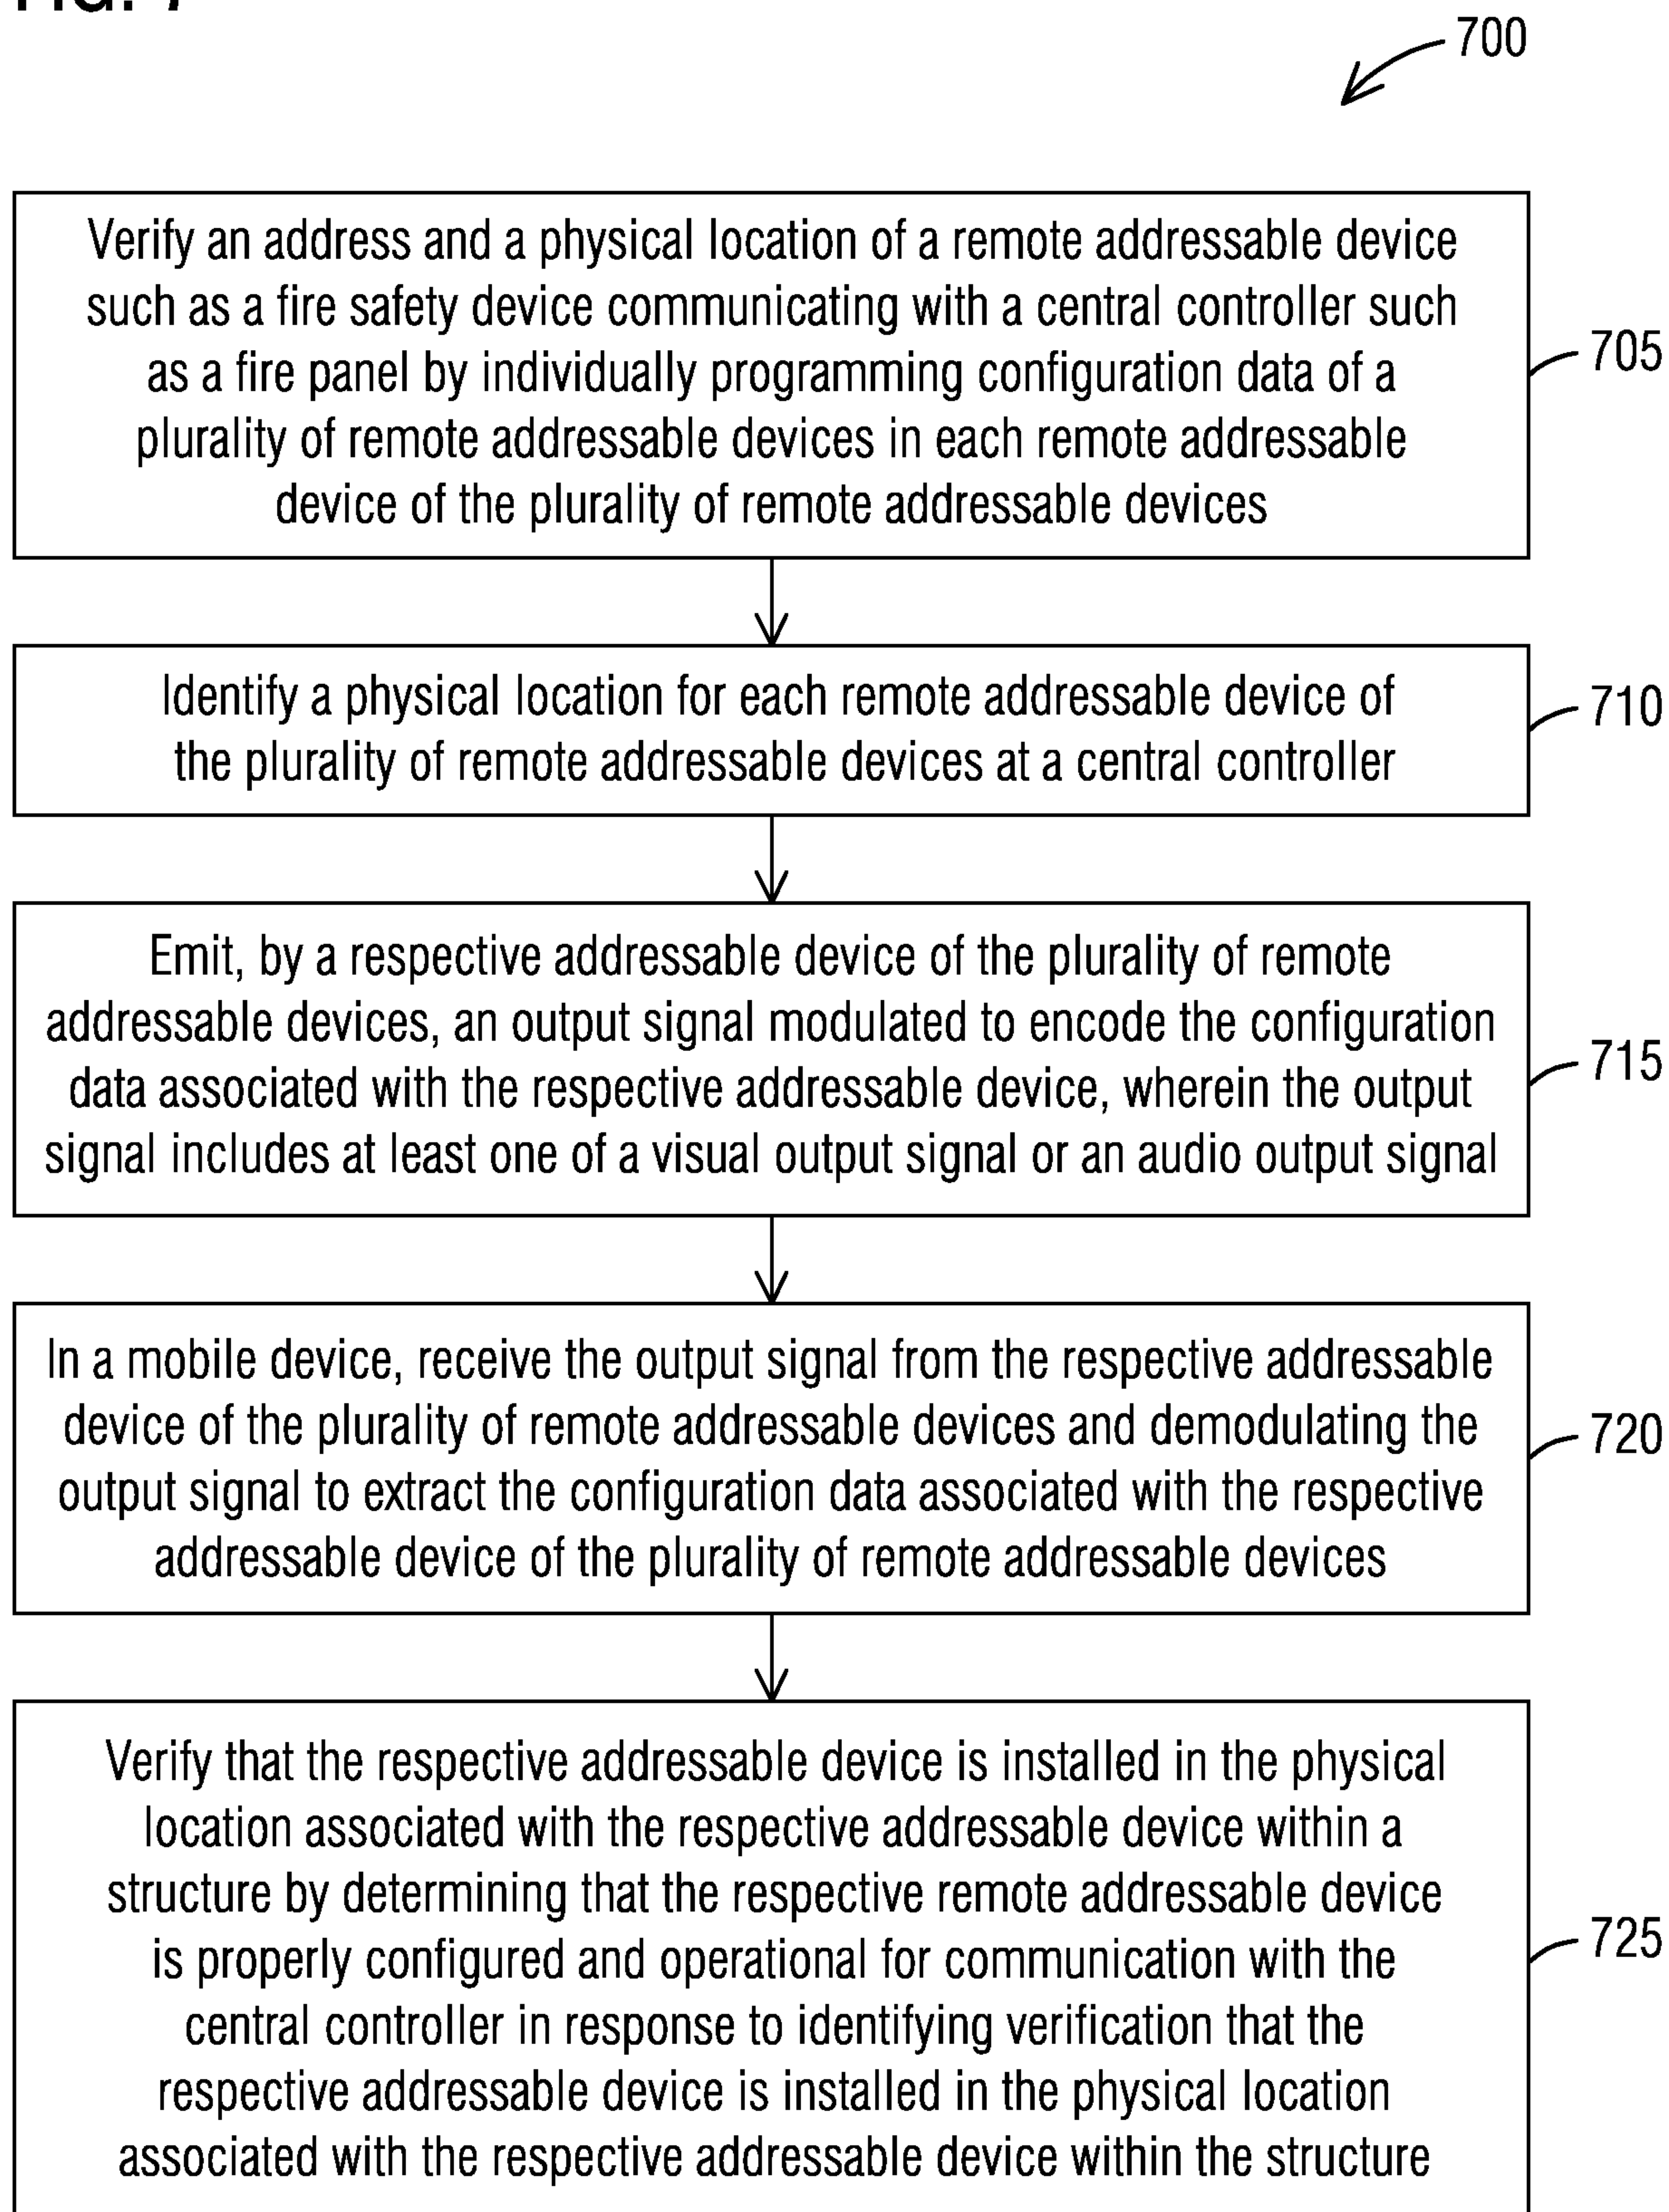 FIG. 7
700
Verify an address and a physical location of a remote addressable device
such as a fire safety device communicating with a central controller such
as a fire panel by individually programming configuration data of a
plurality of remote addressable devices in each remote addressable
device of the plurality of remote addressable devices
705
Identify a physical location for each remote addressable device of
the plurality of remote addressable devices at a central controller
710
Emit, by a respective addressable device of the plurality of remote
addressable devices, an output signal modulated to encode the configuration
data associated with the respective addressable device, wherein the output
signal includes at least one of a visual output signal or an audio output signal
715
In a mobile device, receive the output signal from the respective addressable
device of the plurality of remote addressable devices and demodulating the
output signal to extract the configuration data associated with the respective
addressable device of the plurality of remote addressable devices
720
Verify that the respective addressable device is installed in the physical
location associated with the respective addressable device within a
structure by determining that the respective remote addressable device
is properly configured and operational for communication with the
central controller in response to identifying verification that the
respective addressable device is installed in the physical location
associated with the respective addressable device within the structure
725